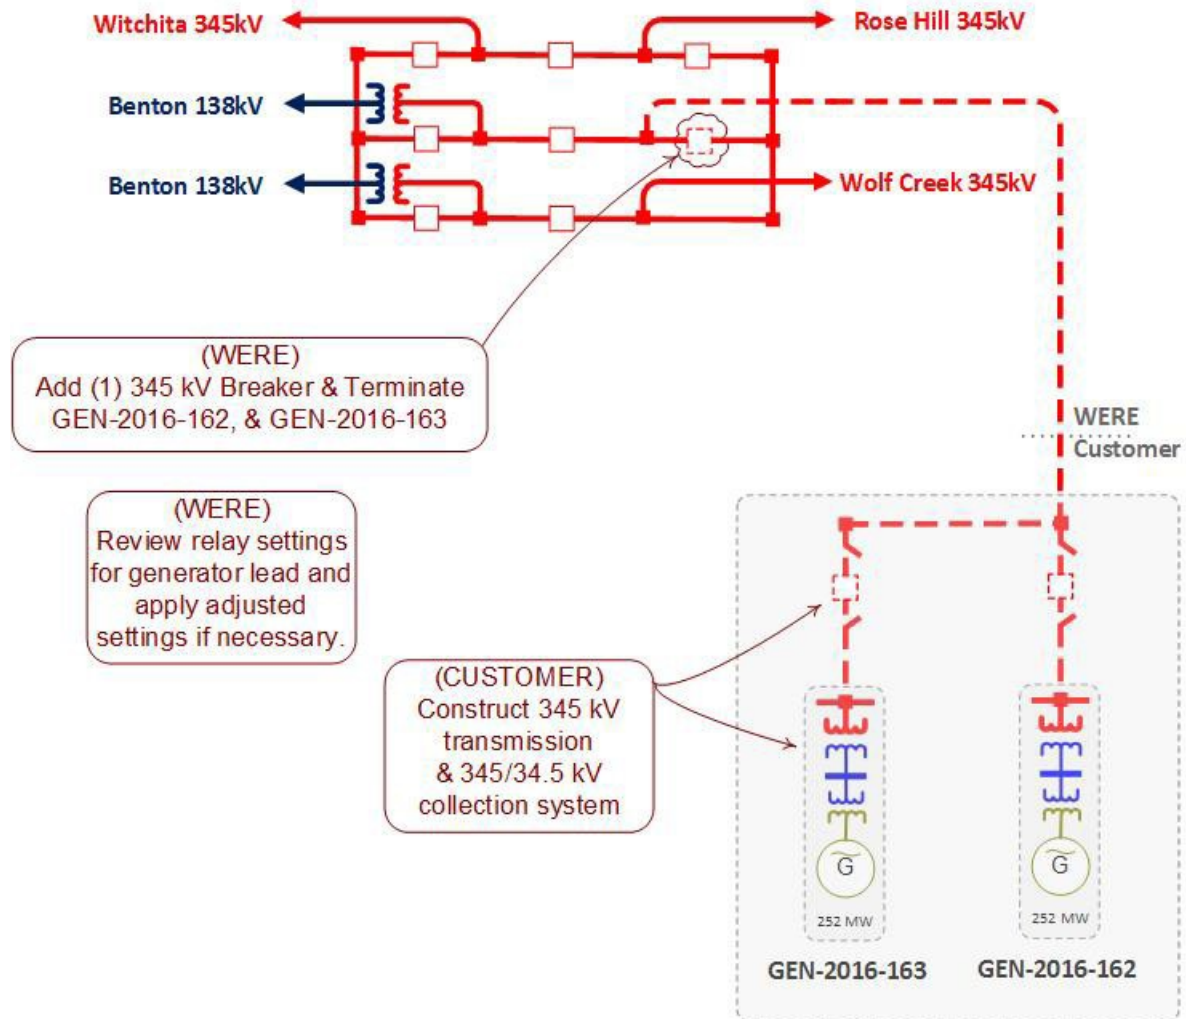 Witchita 345kV
Rose Hill 345kV
Benton 138kV
Benton 138kV
Wolf Creek 345kV
(WERE)
Add (1) 345 kV Breaker & Terminate
GEN-2016-162, & GEN-2016-163
WERE
Customer
(WERE)
Review relay settings
for generator lead and
apply adjusted
settings if necessary.
(CUSTOMER)
Construct 345 kV
transmission
& 345/34.5 kV
collection system
G
252 MW
GEN-2016-163
G
252 MW
GEN-2016-162